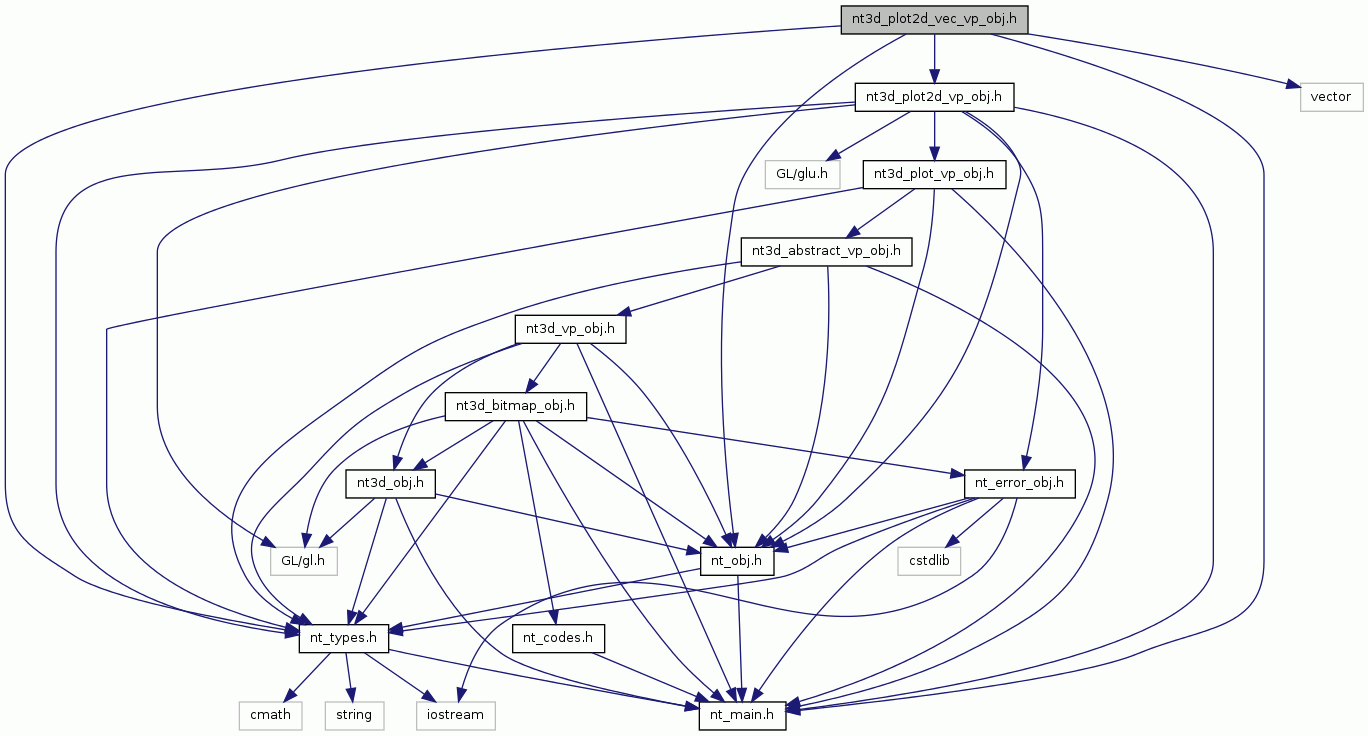 nt3d_plot2d_vec_vp_obj.h
nt3d_plot2d_vp_obj.h
vector
GL/glu.h
nt3d_plot_vp_obj.h
nt3d_abstract_vp_obj.h
nt3d_vp_obj.h
nt3d_bitmap_obj.h
nt3d_obj.h
nt_error_obj.h
GL/gl.h
nt_obj.h
cstdlib
nt_types.h
nt_codes.h
cmath
string
iostream
nt_main.h